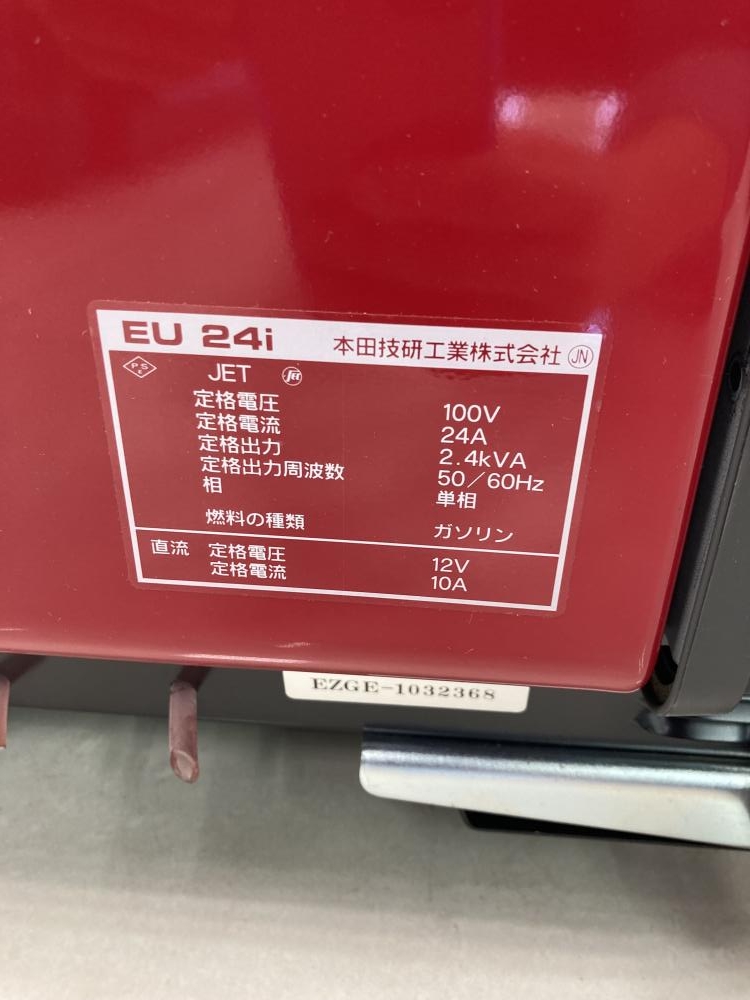 EU 24i 本田技研工業株式会社 JN
PSE JET JET
定格電圧 100V
定格電流 24A
定格出力 2.4kVA
定格出力周波数 50/60Hz
相 単相
燃料の種類 ガソリン
直流 定格電圧 12V
定格電流 10A
EZGE-1032368